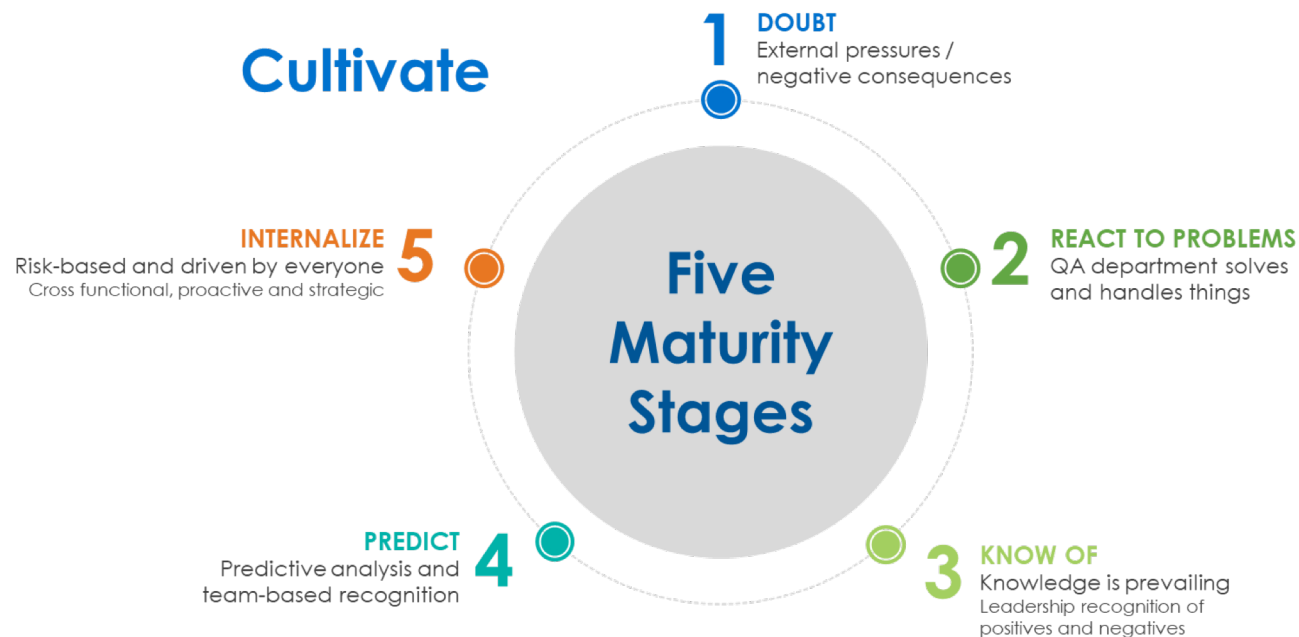 Cultivate
1
DOUBT
External pressures /
negative consequences
2
REACT TO PROBLEMS
QA department solves
and handles things
3
KNOW OF
Knowledge is prevailing
Leadership recognition of
positives and negatives
4
PREDICT
Predictive analysis and
team-based recognition
5
INTERNALIZE
Risk-based and driven by everyone
Cross functional, proactive and strategic
Five
Maturity
Stages